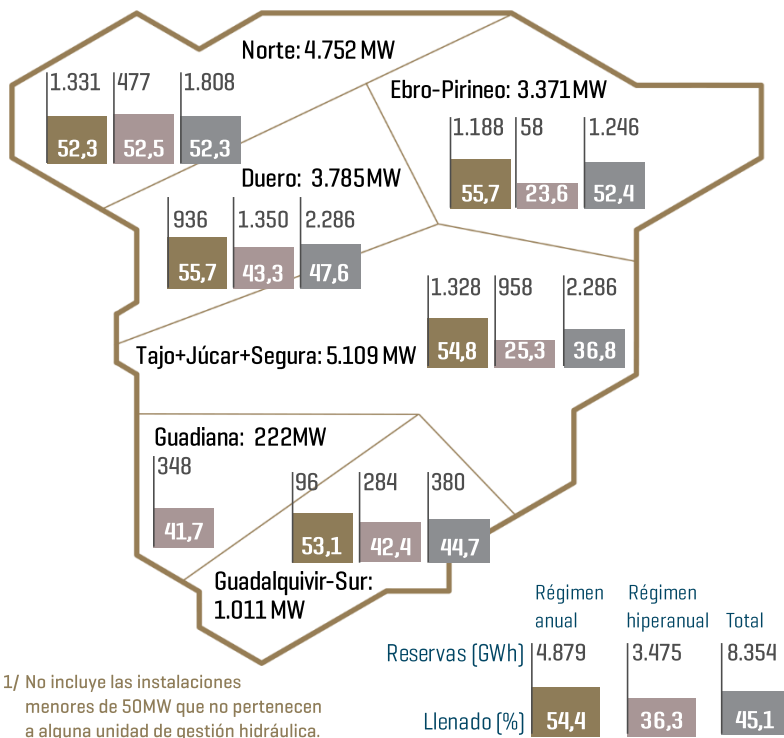 Norte: 4.752 MW
1.331 477 1.808
52,3 52,5 52,3
Ebro-Pirineo: 3.371MW
1.188 58 1.246
55,7 23,6 52,4
Duero: 3.785MW
936 1.350 2.286
55,7 43,3 47,6
1.328 958 2.286
54,8 25,3 36,8
Tajo+Júcar+Segura: 5.109 MW
Guadiana: 222MW
348
41,7
96 284 380
53,1 42,4 44,7
Guadalquivir-Sur:
1.011 MW
Régimen anual
Régimen hiperanual
Total
Reservas (GWh) 4.879 3.475 8.354
Llenado (%) 54,4 36,3 45,1
1/ No incluye las instalaciones
menores de 50MW que no pertenecen
a alguna unidad de gestión hidráulica.